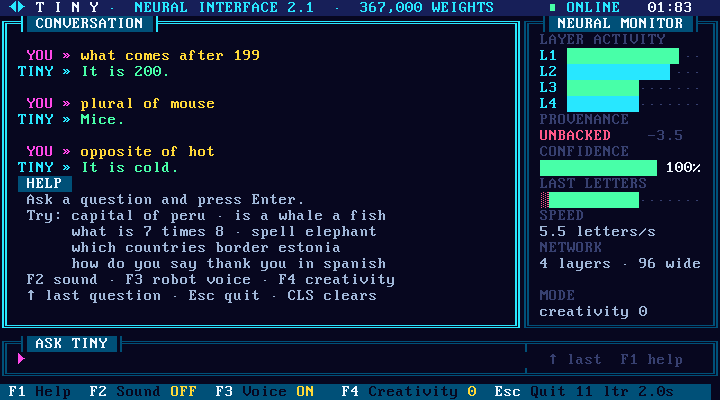 TINY · NEURAL INTERFACE 2.1 · 367,000 WEIGHTS ONLINE 01:83
CONVERSATION
YOU » what comes after 199
TINY » It is 200.
YOU » plural of mouse
TINY » Mice.
YOU » opposite of hot
TINY » It is cold.
HELP
Ask a question and press Enter.
Try: capital of peru · is a whale a fish
what is 7 times 8 · spell elephant
which countries border estonia
how do you say thank you in spanish
F2 sound · F3 robot voice · F4 creativity
↑ last question · Esc quit · CLS clears
NEURAL MONITOR
LAYER ACTIVITY
L1
L2
L3
L4
PROVENANCE
UNBACKED -3.5
CONFIDENCE
100%
LAST LETTERS
SPEED
5.5 letters/s
NETWORK
4 layers · 96 wide
MODE
creativity 0
ASK TINY
↑ last F1 help
F1 Help F2 Sound OFF F3 Voice ON F4 Creativity 0 Esc Quit 11 ltr 2.0s